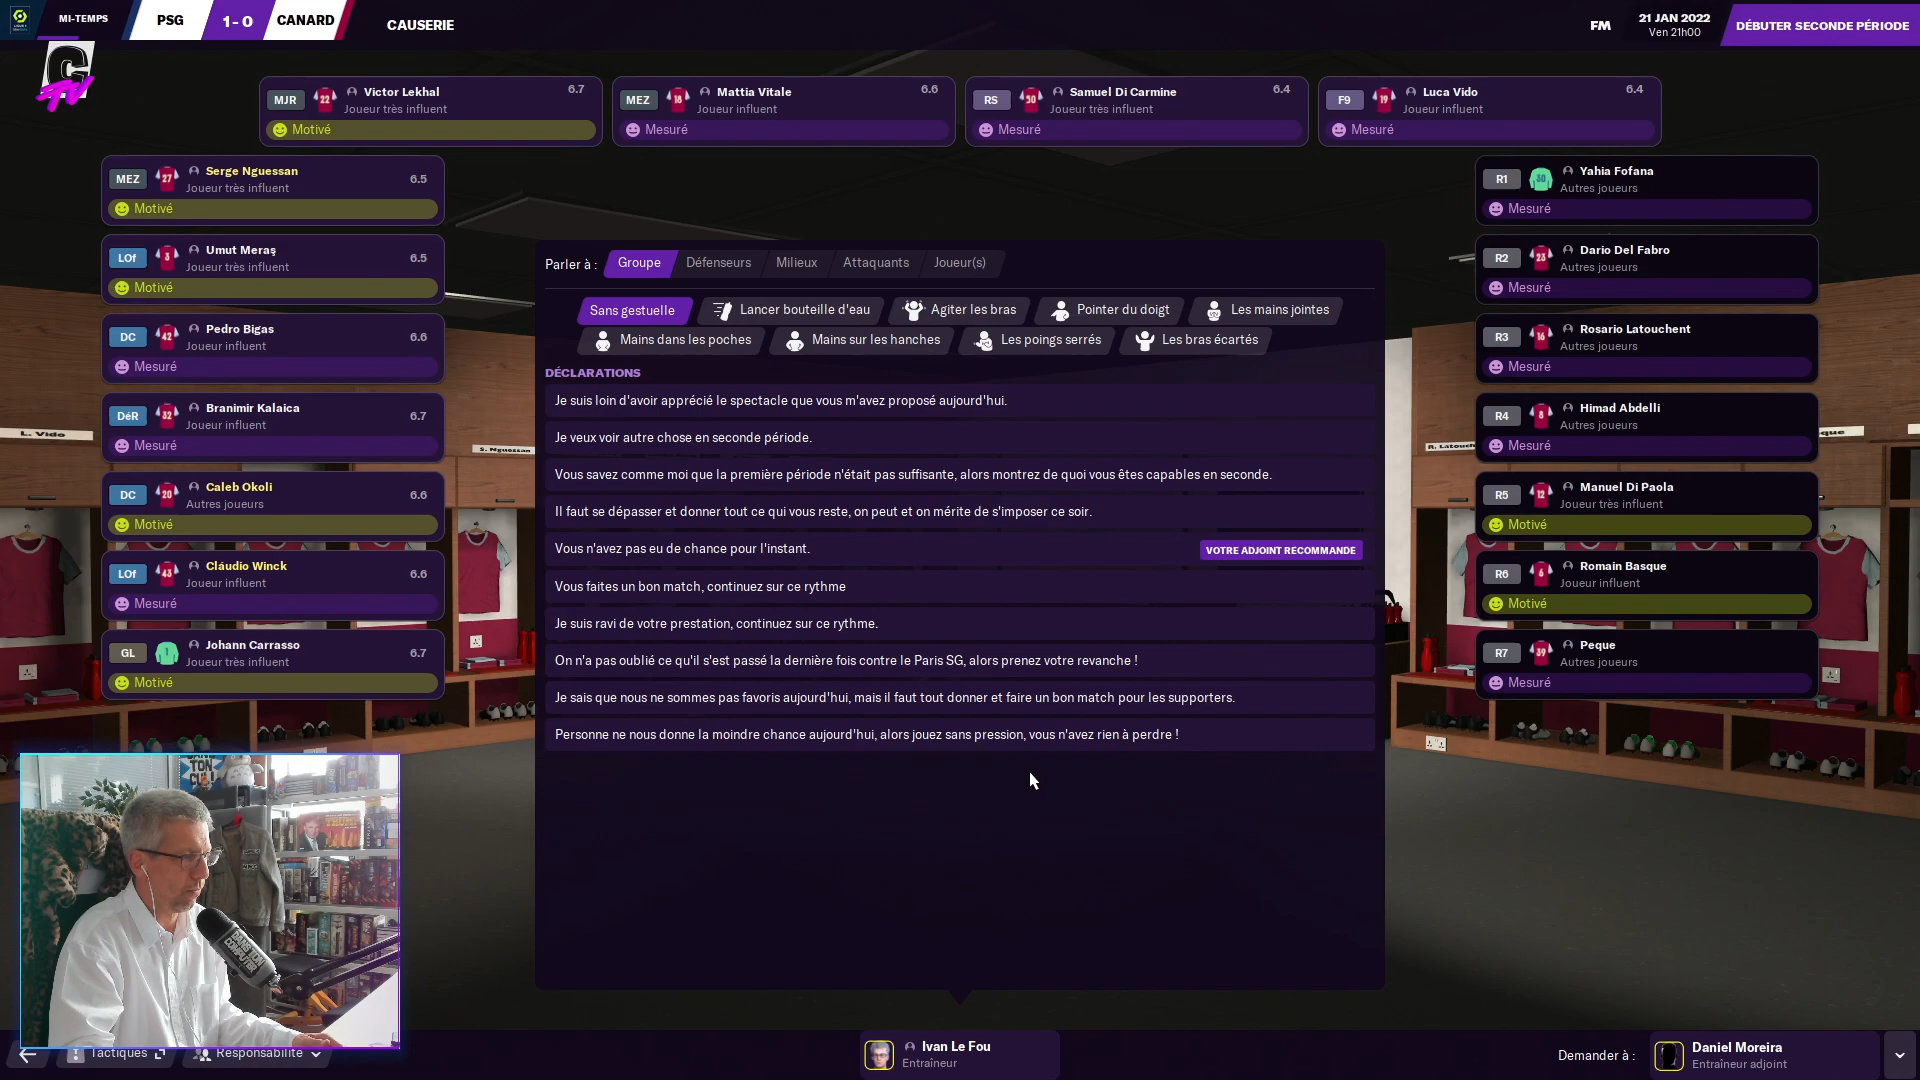 MI-TEMPS
PSG
1 - 0
CANARD
CAUSERIE
FM
21 JAN 2022
Ven 21h00
DÉBUTER SECONDE PÉRIODE
C
TV
MJR
22
Victor Lekhal
Joueur très influent
6.7
Motivé
MEZ
18
Mattia Vitale
Joueur influent
6.6
Mesuré
RS
50
Samuel Di Carmine
Joueur très influent
6.4
Mesuré
F9
19
Luca Vido
Joueur influent
6.4
Mesuré
MEZ
27
Serge Nguessan
Joueur très influent
6.5
Motivé
LOf
3
Umut Meraş
Joueur très influent
6.5
Motivé
DC
42
Pedro Bigas
Joueur influent
6.6
Mesuré
DéR
32
Branimir Kalaica
Joueur influent
6.7
Mesuré
DC
20
Caleb Okoli
Autres joueurs
6.6
Motivé
LOf
43
Cláudio Winck
Joueur influent
6.6
Mesuré
GL
1
Johann Carrasso
Joueur très influent
6.7
Motivé
L. Vido
S. Nguessan
Parler à :
Groupe
Défenseurs
Milieux
Attaquants
Joueur(s)
Sans gestuelle
Lancer bouteille d'eau
Agiter les bras
Pointer du doigt
Les mains jointes
Mains dans les poches
Mains sur les hanches
Les poings serrés
Les bras écartés
DÉCLARATIONS
Je suis loin d'avoir apprécié le spectacle que vous m'avez proposé aujourd'hui.
Je veux voir autre chose en seconde période.
Vous savez comme moi que la première période n'était pas suffisante, alors montrez de quoi vous êtes capables en seconde.
Il faut se dépasser et donner tout ce qui vous reste, on peut et on mérite de s'imposer ce soir.
Vous n'avez pas eu de chance pour l'instant.
VOTRE ADJOINT RECOMMANDE
Vous faites un bon match, continuez sur ce rythme
Je suis ravi de votre prestation, continuez sur ce rythme.
On n'a pas oublié ce qu'il s'est passé la dernière fois contre le Paris SG, alors prenez votre revanche !
Je sais que nous ne sommes pas favoris aujourd'hui, mais il faut tout donner et faire un bon match pour les supporters.
Personne ne nous donne la moindre chance aujourd'hui, alors jouez sans pression, vous n'avez rien à perdre !
R1
30
Yahia Fofana
Autres joueurs
Mesuré
R2
23
Dario Del Fabro
Autres joueurs
Mesuré
R3
16
Rosario Latouchent
Autres joueurs
Mesuré
R4
8
Himad Abdelli
Autres joueurs
Mesuré
R5
12
Manuel Di Paola
Joueur très influent
Motivé
R6
6
Romain Basque
Joueur influent
Motivé
R7
39
Peque
Autres joueurs
Mesuré
TON
CUL!
DANS TON
COMPUTER
Tactiques
Responsabilité
Ivan Le Fou
Entraîneur
Demander à :
Daniel Moreira
Entraîneur adjoint